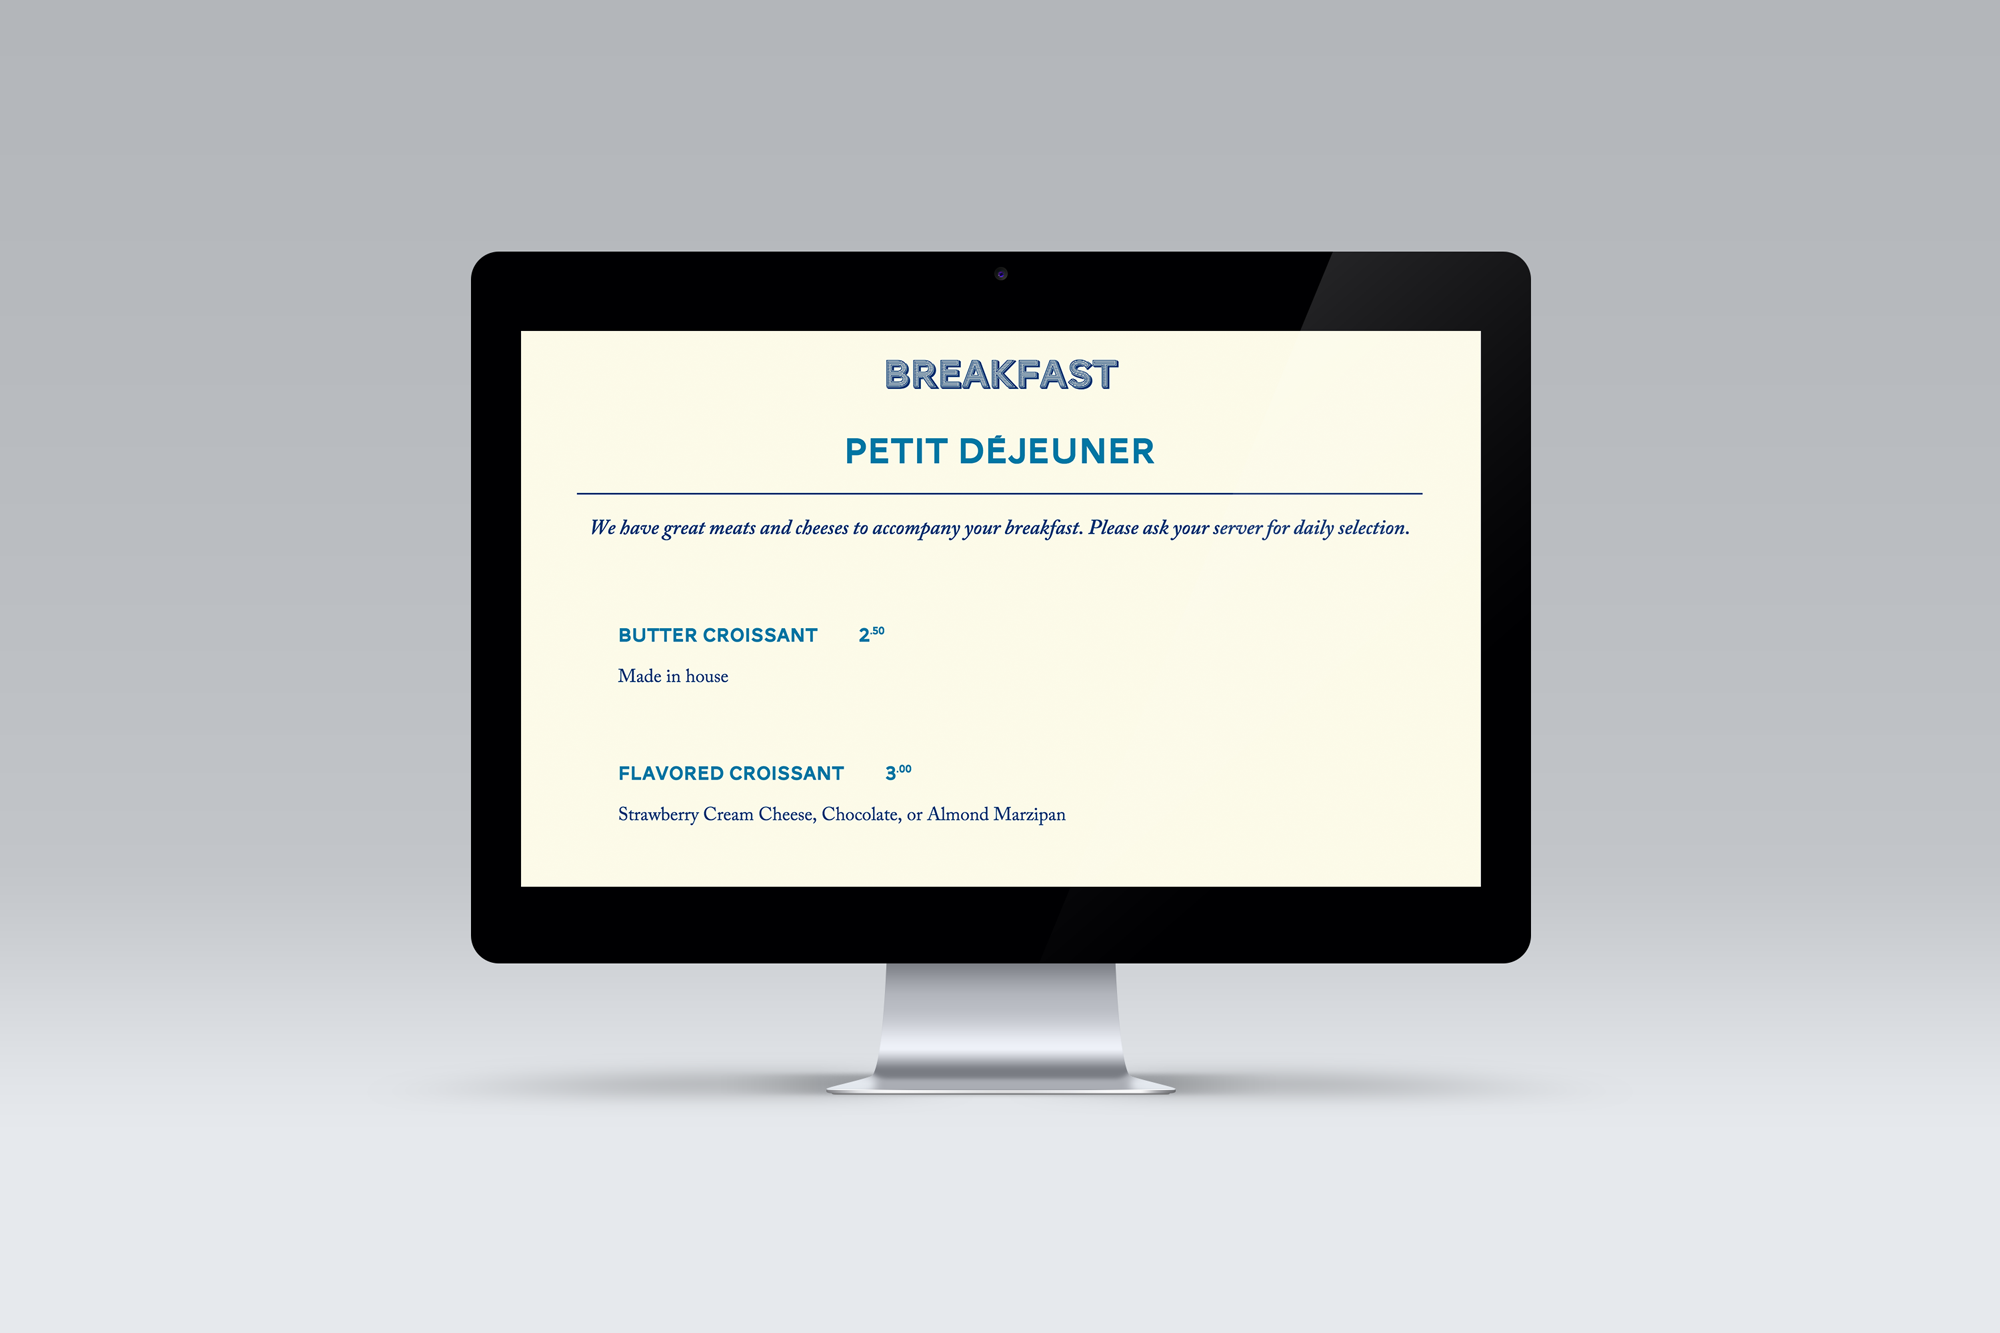 BREAKFAST
PETIT DÉJEUNER
We have great meats and cheeses to accompany your breakfast. Please ask your server for daily selection.
BUTTER CROISSANT 2.50
Made in house
FLAVORED CROISSANT 3.00
Strawberry Cream Cheese, Chocolate, or Almond Marzipan